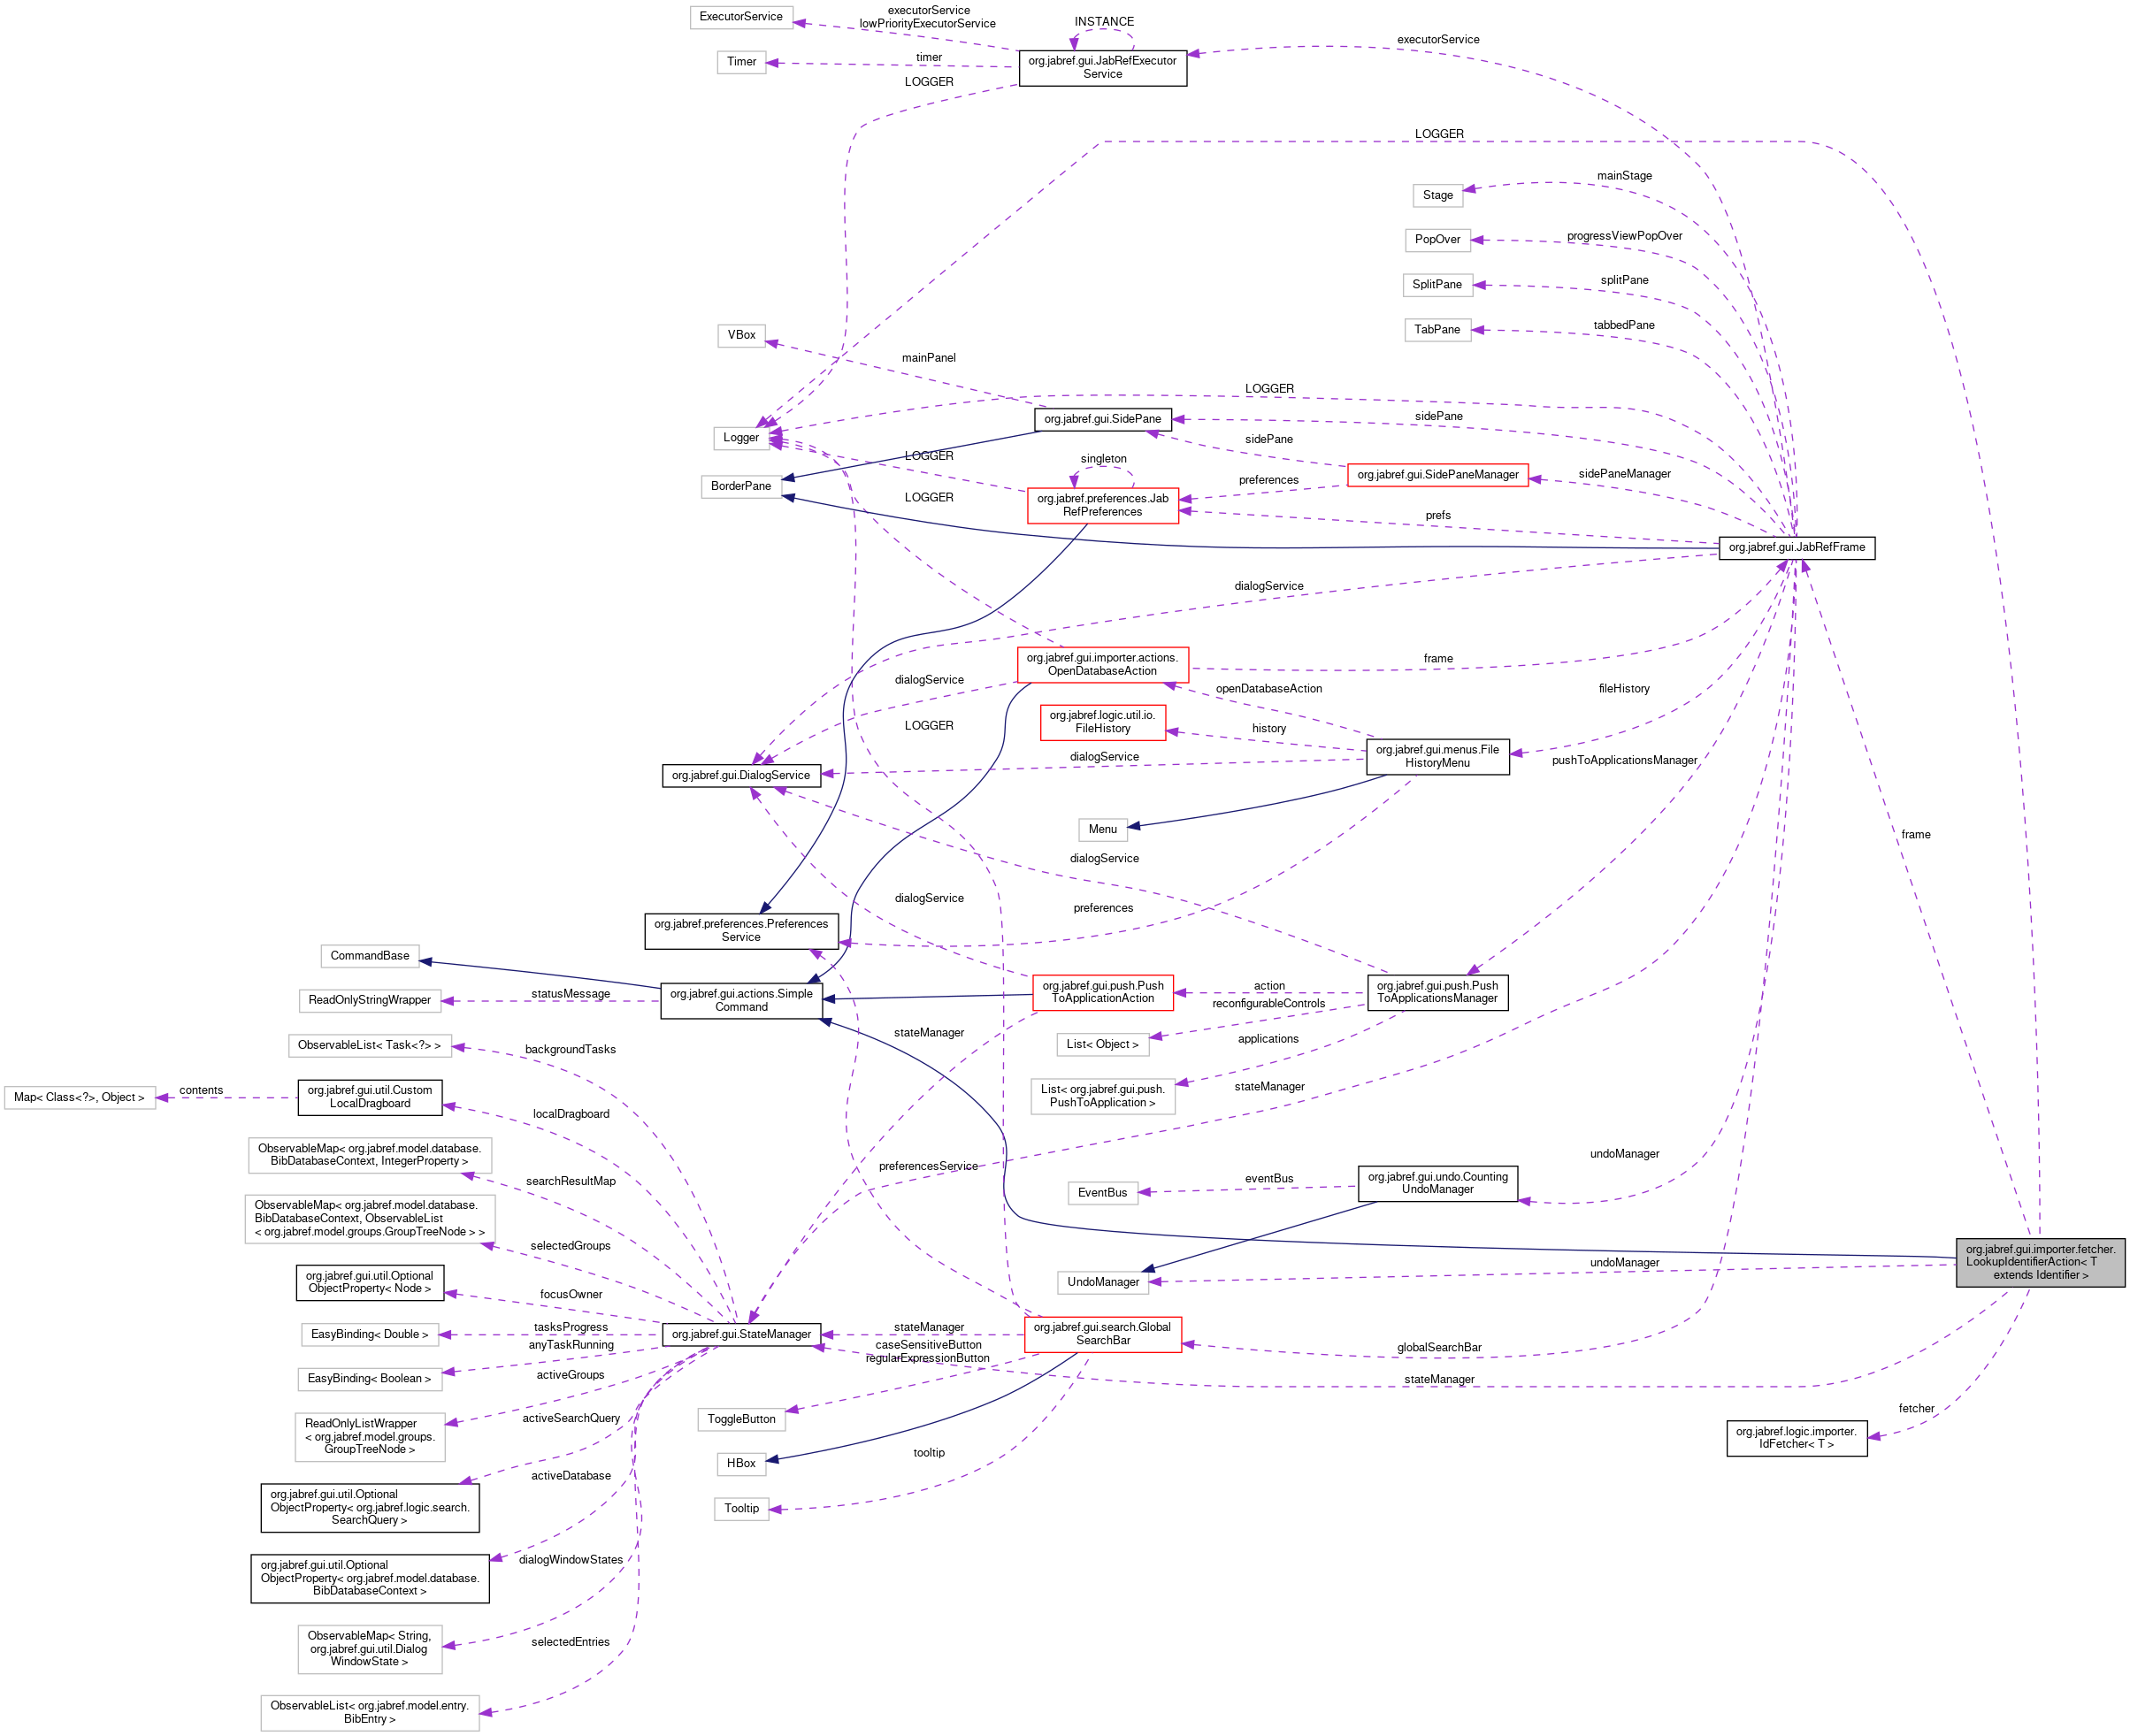 ExecutorService
executorService
lowPriorityExecutorService
INSTANCE
executorService
Timer
timer
org.jabref.gui.JabRefExecutor
Service
LOGGER
LOGGER
mainStage
Stage
progressViewPopOver
PopOver
splitPane
SplitPane
tabbedPane
TabPane
VBox
mainPanel
LOGGER
org.jabref.gui.SidePane
sidePane
Logger
sidePane
LOGGER
singleton
org.jabref.gui.SidePaneManager
sidePaneManager
BorderPane
preferences
LOGGER
org.jabref.preferences.Jab
RefPreferences
prefs
org.jabref.gui.JabRefFrame
dialogService
org.jabref.gui.importer.actions.
OpenDatabaseAction
frame
dialogService
openDatabaseAction
fileHistory
org.jabref.logic.util.io.
FileHistory
history
LOGGER
org.jabref.gui.menus.File
HistoryMenu
dialogService
pushToApplicationsManager
org.jabref.gui.DialogService
Menu
frame
dialogService
dialogService
preferences
org.jabref.preferences.Preferences
Service
CommandBase
org.jabref.gui.actions.Simple
Command
statusMessage
ReadOnlyStringWrapper
org.jabref.gui.push.Push
ToApplicationAction
action
reconfigurableControls
org.jabref.gui.push.Push
ToApplicationsManager
stateManager
applications
List< Object >
ObservableList< Task<?> >
backgroundTasks
Map< Class<?>, Object >
contents
org.jabref.gui.util.Custom
LocalDragboard
localDragboard
List< org.jabref.gui.push.
PushToApplication >
stateManager
ObservableMap< org.jabref.model.database.
BibDatabaseContext, IntegerProperty >
searchResultMap
preferencesService
undoManager
eventBus
EventBus
org.jabref.gui.undo.Counting
UndoManager
ObservableMap< org.jabref.model.database.
BibDatabaseContext, ObservableList
< org.jabref.model.groups.GroupTreeNode > >
selectedGroups
org.jabref.gui.importer.fetcher.
LookupIdentifierAction< T
extends Identifier >
undoManager
UndoManager
org.jabref.gui.util.Optional
ObjectProperty< Node >
focusOwner
tasksProgress
EasyBinding< Double >
anyTaskRunning
org.jabref.gui.StateManager
stateManager
org.jabref.gui.search.Global
SearchBar
caseSensitiveButton
regularExpressionButton
globalSearchBar
EasyBinding< Boolean >
activeGroups
stateManager
ReadOnlyListWrapper
< org.jabref.model.groups.
GroupTreeNode >
activeSearchQuery
ToggleButton
fetcher
org.jabref.logic.importer.
IdFetcher< T >
HBox
tooltip
activeDatabase
org.jabref.gui.util.Optional
ObjectProperty< org.jabref.logic.search.
SearchQuery >
Tooltip
dialogWindowStates
org.jabref.gui.util.Optional
ObjectProperty< org.jabref.model.database.
BibDatabaseContext >
ObservableMap< String,
org.jabref.gui.util.Dialog
WindowState >
selectedEntries
ObservableList< org.jabref.model.entry.
BibEntry >